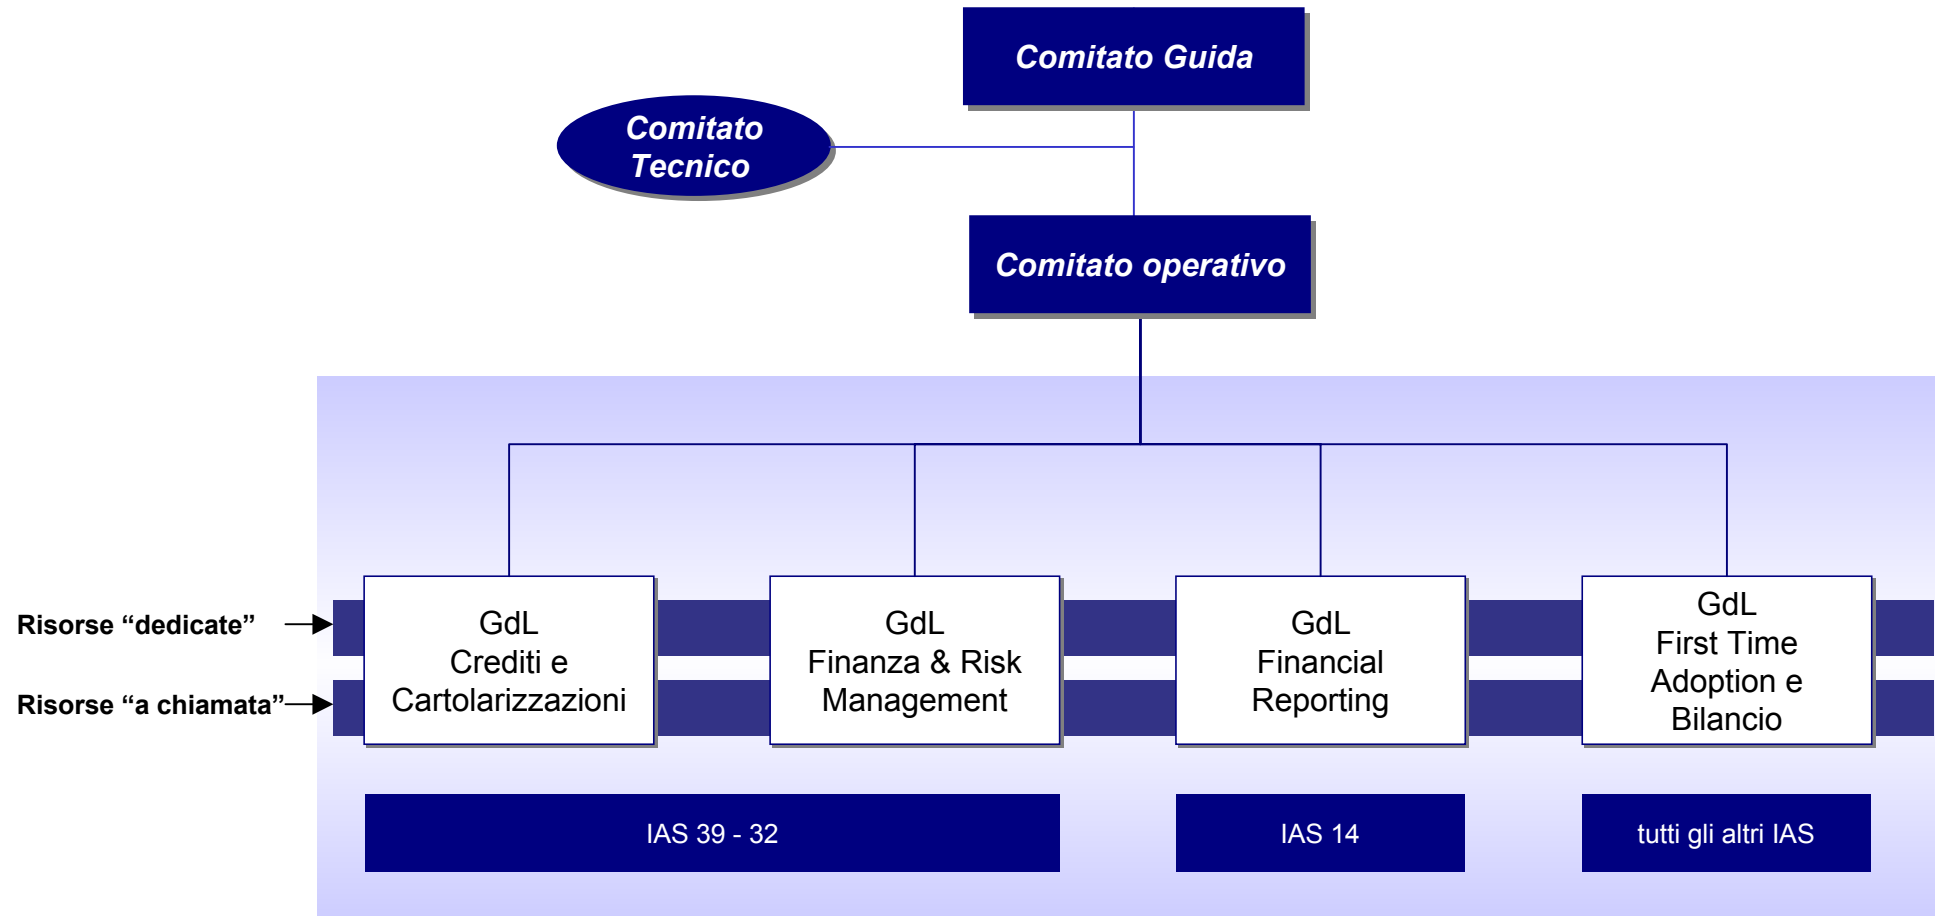 Comitato Guida
Comitato
Tecnico
Comitato operativo
Risorse “dedicate”
Risorse “a chiamata”
GdL
Crediti e
Cartolarizzazioni
GdL
Finanza & Risk
Management
GdL
Financial
Reporting
GdL
First Time
Adoption e
Bilancio
IAS 39 - 32
IAS 14
tutti gli altri IAS